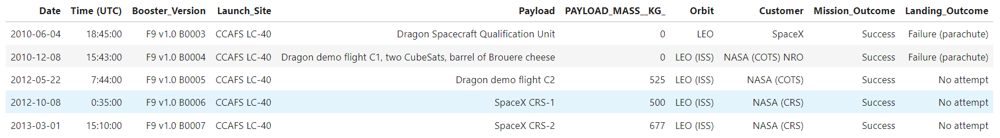 Date Time (UTC) Booster_Version Launch_Site Payload PAYLOAD_MASS__KG_ Orbit Customer Mission_Outcome Landing_Outcome
2010-06-04 18:45:00 F9 v1.0 B0003 CCAFS LC-40 Dragon Spacecraft Qualification Unit 0 LEO SpaceX Success Failure (parachute)
2010-12-08 15:43:00 F9 v1.0 B0004 CCAFS LC-40 Dragon demo flight C1, two CubeSats, barrel of Brouere cheese 0 LEO (ISS) NASA (COTS) NRO Success Failure (parachute)
2012-05-22 7:44:00 F9 v1.0 B0005 CCAFS LC-40 Dragon demo flight C2 525 LEO (ISS) NASA (COTS) Success No attempt
2012-10-08 0:35:00 F9 v1.0 B0006 CCAFS LC-40 SpaceX CRS-1 500 LEO (ISS) NASA (CRS) Success No attempt
2013-03-01 15:10:00 F9 v1.0 B0007 CCAFS LC-40 SpaceX CRS-2 677 LEO (ISS) NASA (CRS) Success No attempt